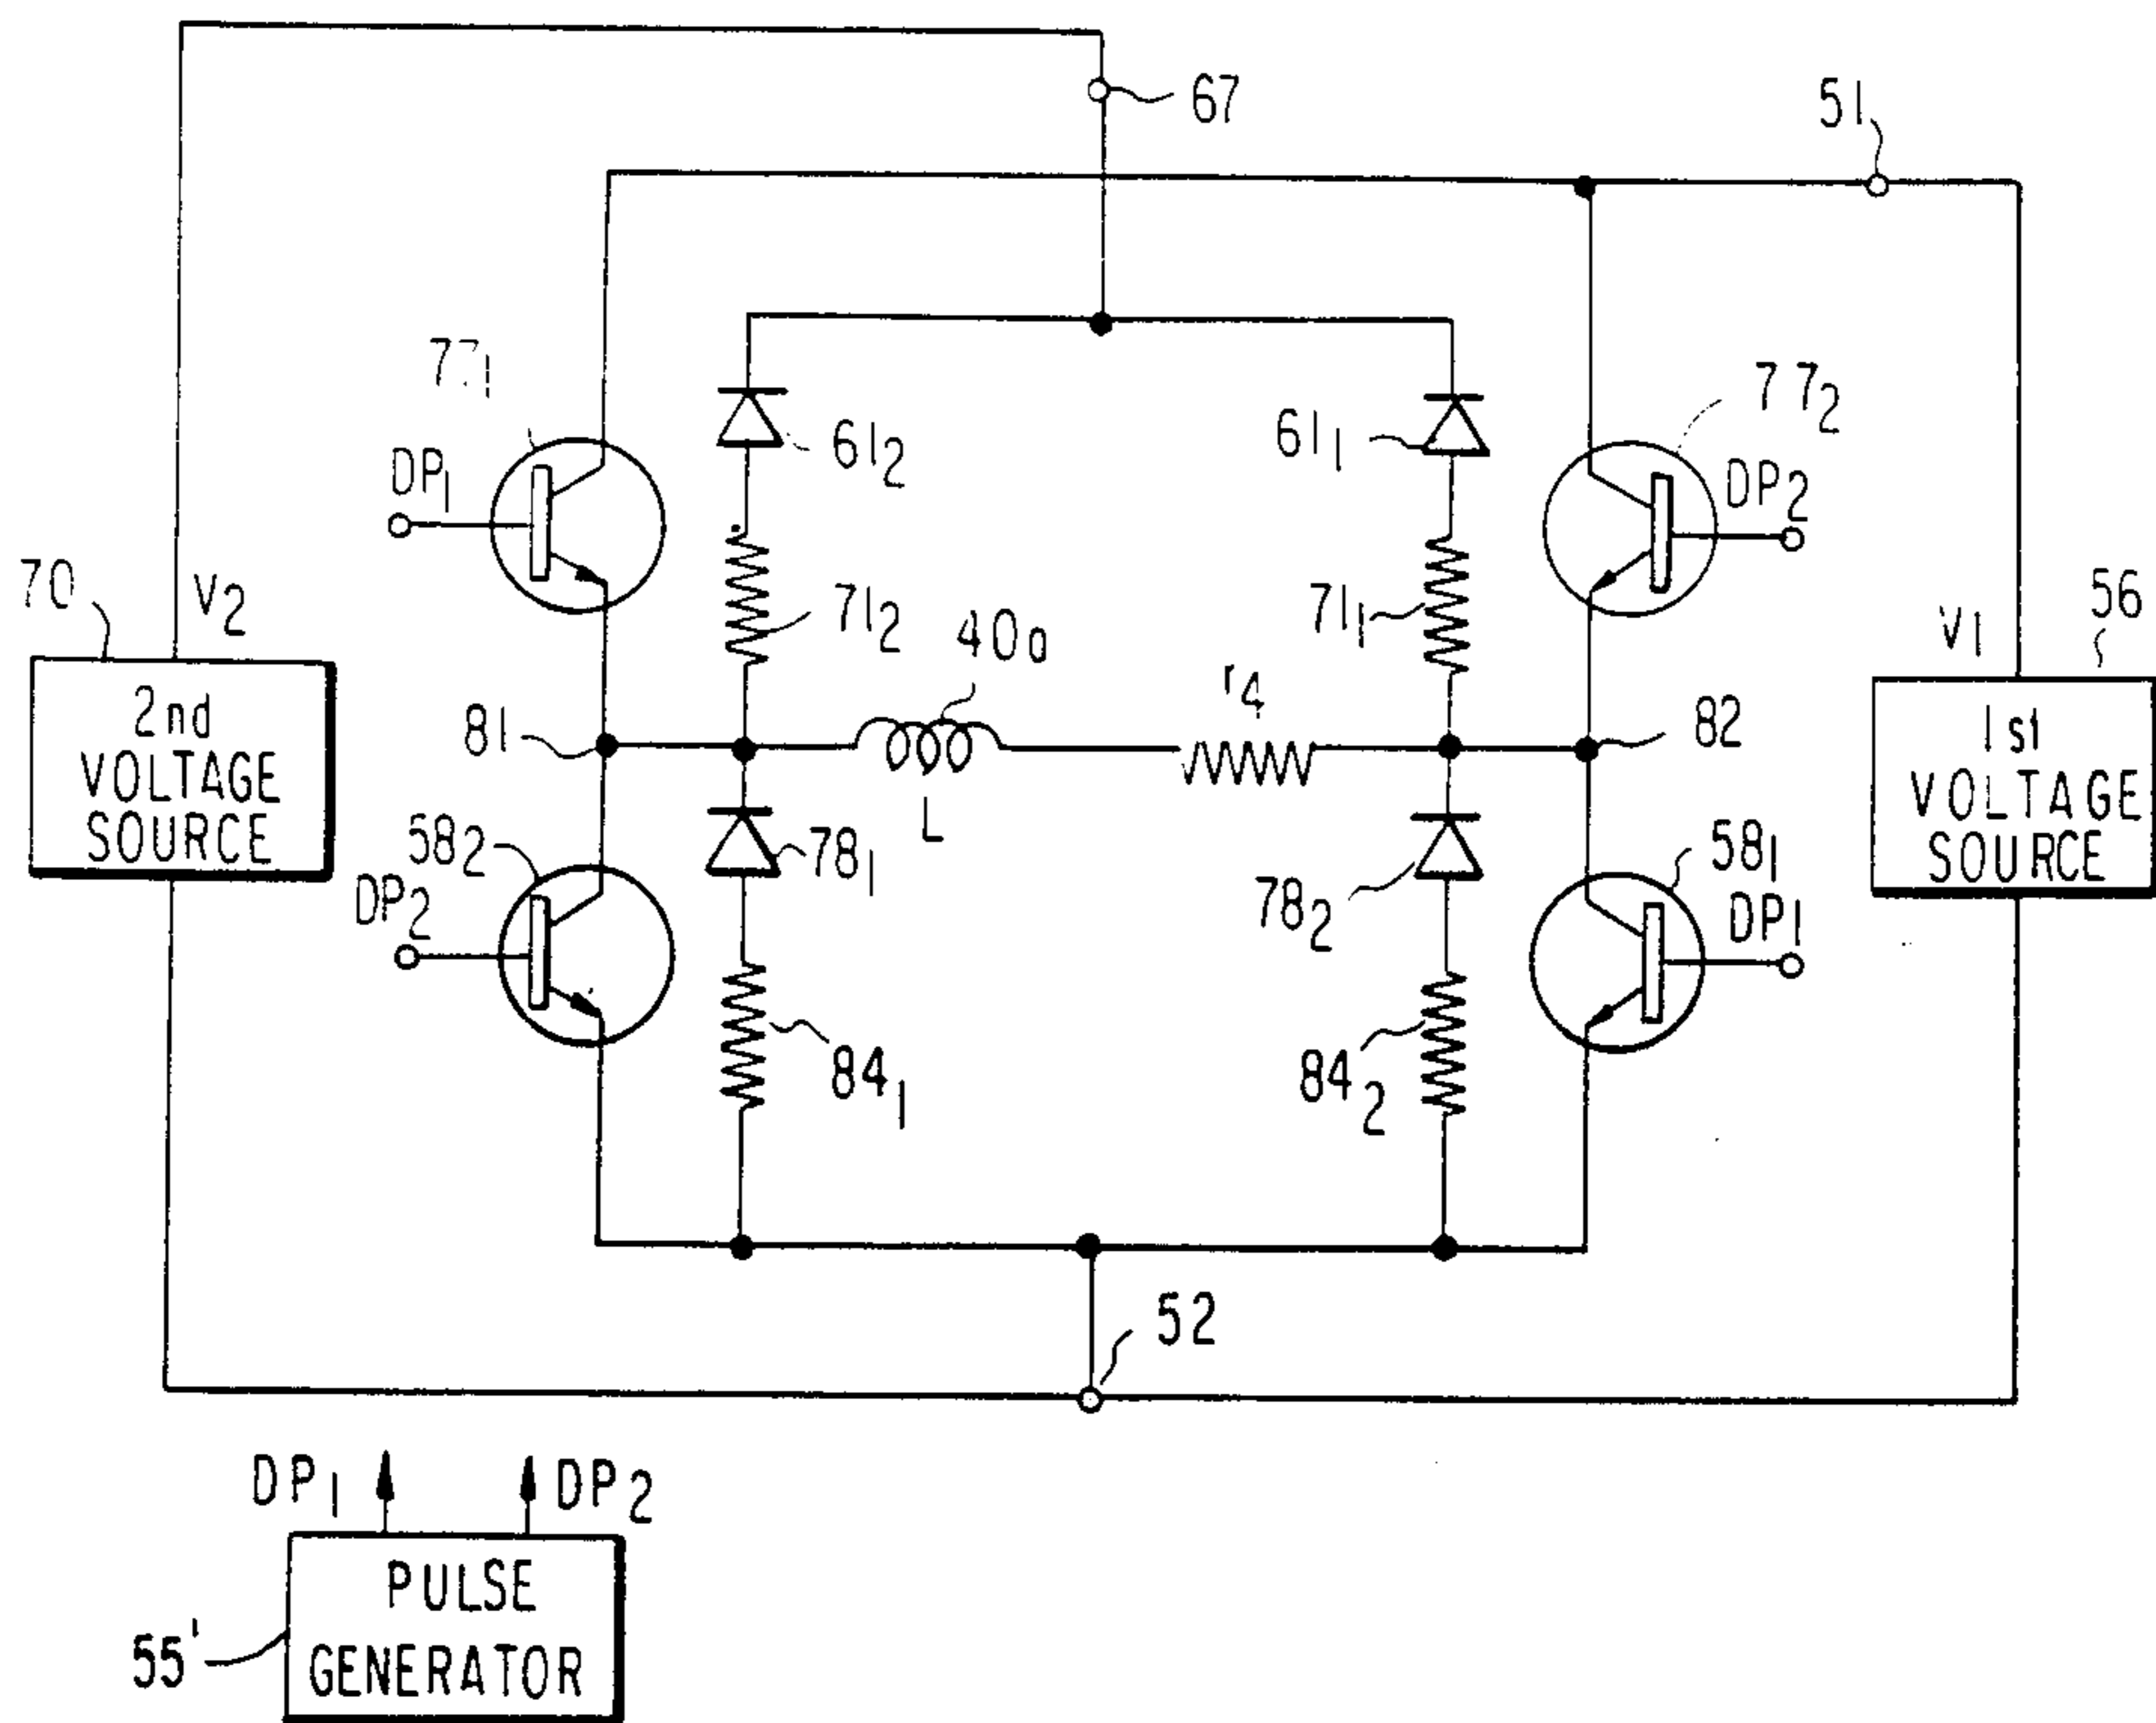 67
51
77₁
61₂
61₁
77₂
DP₁
DP₂
70
V₂
71₂
40a
71₁
r₄
V₁
56
2nd
VOLTAGE
SOURCE
81
82
1st
VOLTAGE
SOURCE
L
58₂
78₁
78₂
58₁
DP₂
DP₁
84₁
84₂
52
DP₁
DP₂
PULSE
GENERATOR
55'